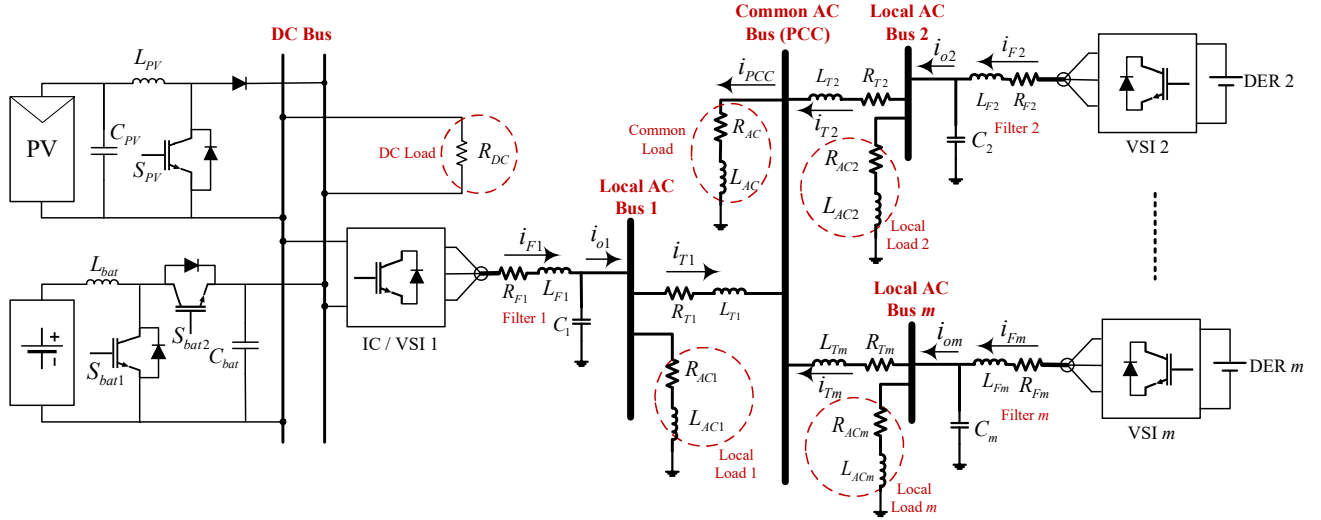 DC Bus
L_PV
PV
C_PV
S_PV
DC Load
R_DC
L_bat
S_bat2
S_bat1
C_bat
+
-
IC / VSI 1
i_F1
R_F1
L_F1
Filter 1
i_o1
C_1
Local AC
Bus 1
i_T1
R_T1
L_T1
R_AC1
L_AC1
Local
Load 1
Common AC
Bus (PCC)
i_PCC
Common
Load
R_AC
L_AC
L_T2
R_T2
i_T2
Local AC
Bus 2
R_AC2
L_AC2
Local
Load 2
i_o2
i_F2
L_F2
R_F2
Filter 2
C_2
VSI 2
DER 2
Local AC
Bus m
L_Tm
R_Tm
i_Tm
R_ACm
L_ACm
Local
Load m
i_om
i_Fm
L_Fm
R_Fm
Filter m
C_m
VSI m
DER m